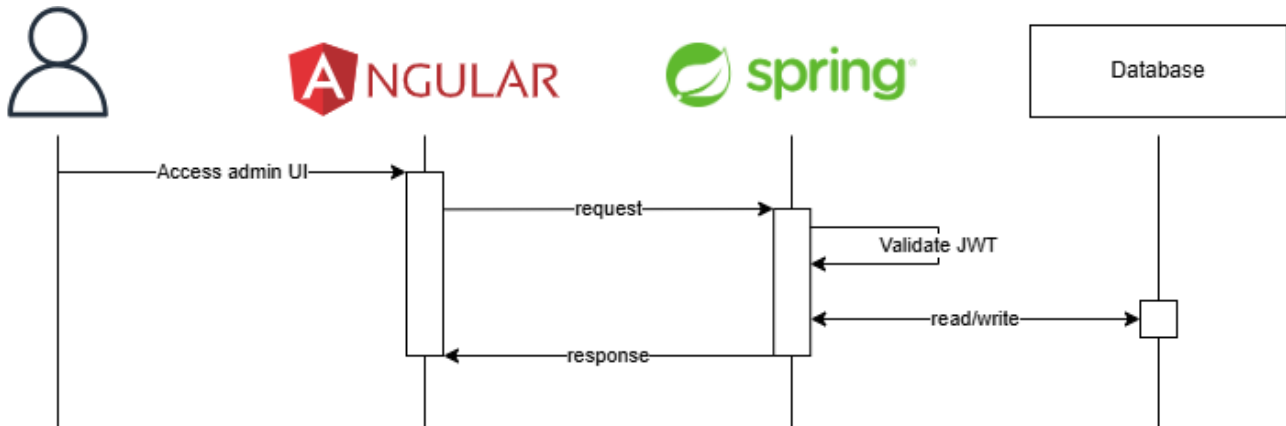 ANGULAR
spring
Database
Access admin UI
request
Validate JWT
read/write
response